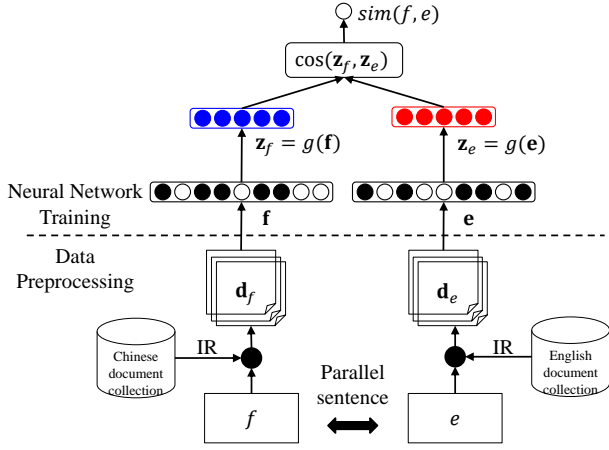 sim(f, e)
cos(z_f, z_e)
z_f = g(f)
z_e = g(e)
Neural Network
Training
f
e
Data
Preprocessing
d_f
d_e
Chinese
document
collection
IR
IR
English
document
collection
Parallel
sentence
f
e